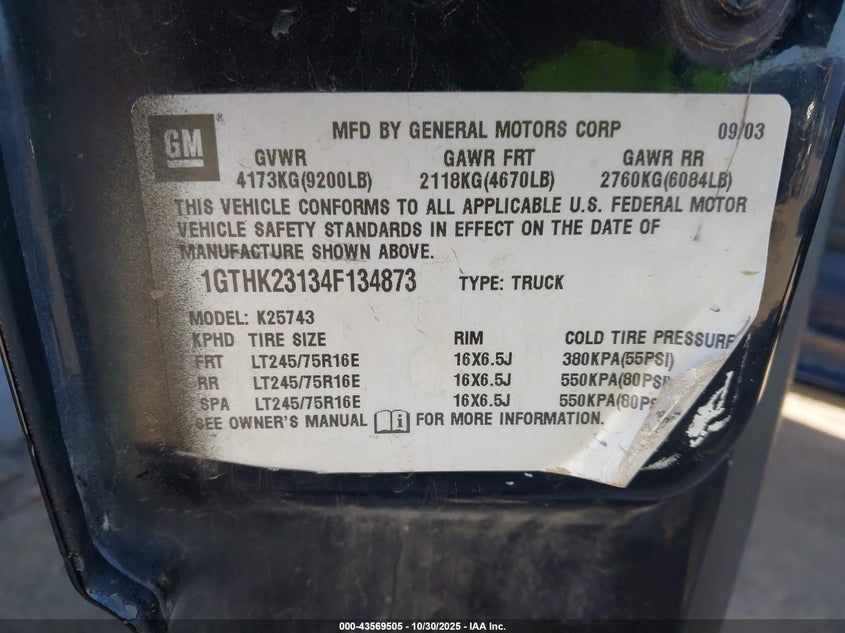 GM ®
MFD BY GENERAL MOTORS CORP 09/03
GVWR GAWR FRT GAWR RR
4173KG(9200LB) 2118KG(4670LB) 2760KG(6084LB)
THIS VEHICLE CONFORMS TO ALL APPLICABLE U.S. FEDERAL MOTOR
VEHICLE SAFETY STANDARDS IN EFFECT ON THE DATE OF
MANUFACTURE SHOWN ABOVE.
1GTHK23134F134873 TYPE: TRUCK
MODEL: K25743
KPHD TIRE SIZE RIM COLD TIRE PRESSURE
FRT LT245/75R16E 16X6.5J 380KPA(55PSI)
RR LT245/75R16E 16X6.5J 550KPA(80PSI)
SPA LT245/75R16E 16X6.5J 550KPA(80PS
SEE OWNER'S MANUAL FOR MORE INFORMATION.
000-43569505 - 10/30/2025 - IAA Inc.